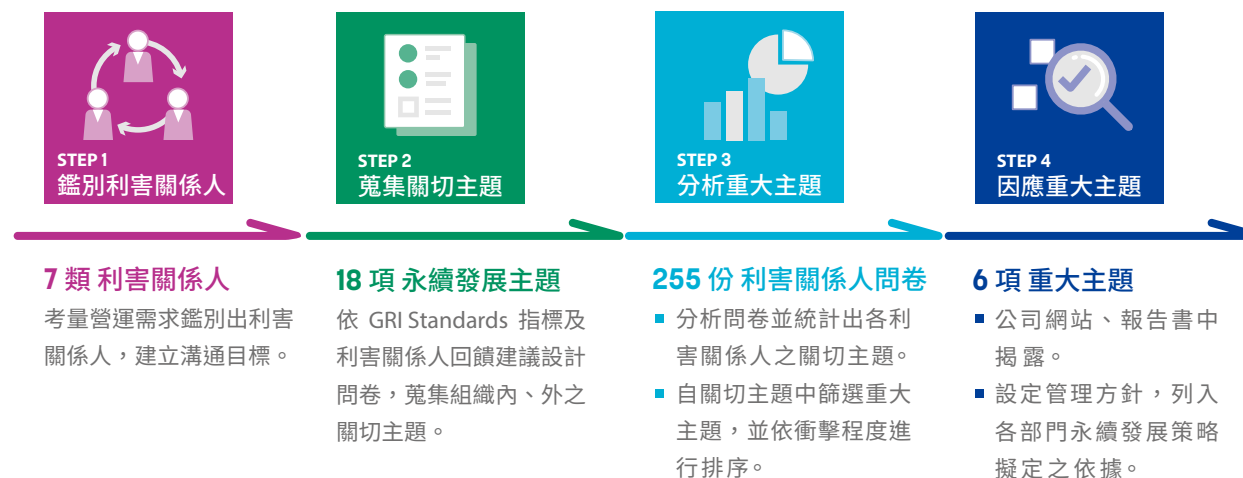 STEP 1
鑑別利害關係人
STEP 2
蒐集關切主題
STEP 3
分析重大主題
STEP 4
因應重大主題
7 類 利害關係人
考量營運需求鑑別出利害
關係人，建立溝通目標。
18 項 永續發展主題
依 GRI Standards 指標及
利害關係人回饋建議設計
問卷，蒐集組織內、外之
關切主題。
255 份 利害關係人問卷
分析問卷並統計出各利
害關係人之關切主題。
自關切主題中篩選重大
主題，並依衝擊程度進
行排序。
6 項 重大主題
公司網站、報告書中
揭露。
設定管理方針，列入
各部門永續發展策略
擬定之依據。